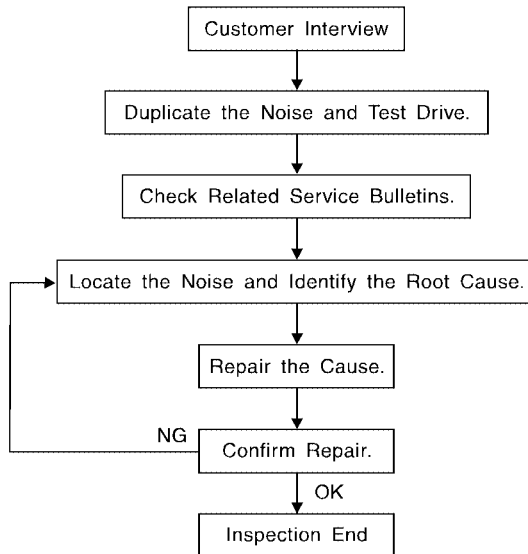 Customer Interview
Duplicate the Noise and Test Drive.
Check Related Service Bulletins.
Locate the Noise and Identify the Root Cause.
Repair the Cause.
NG
Confirm Repair.
OK
Inspection End